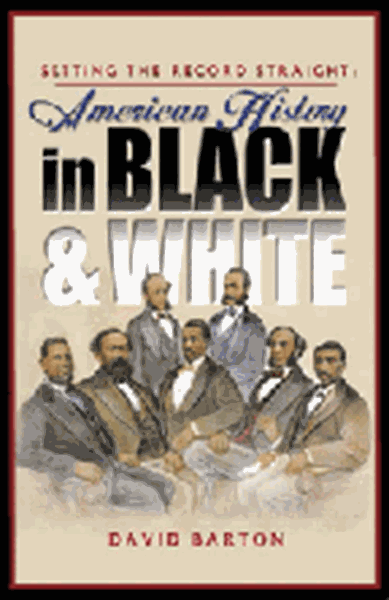 SETTING THE RECORD STRAIGHT:
American History
in BLACK
& WHITE
DAVID BARTON